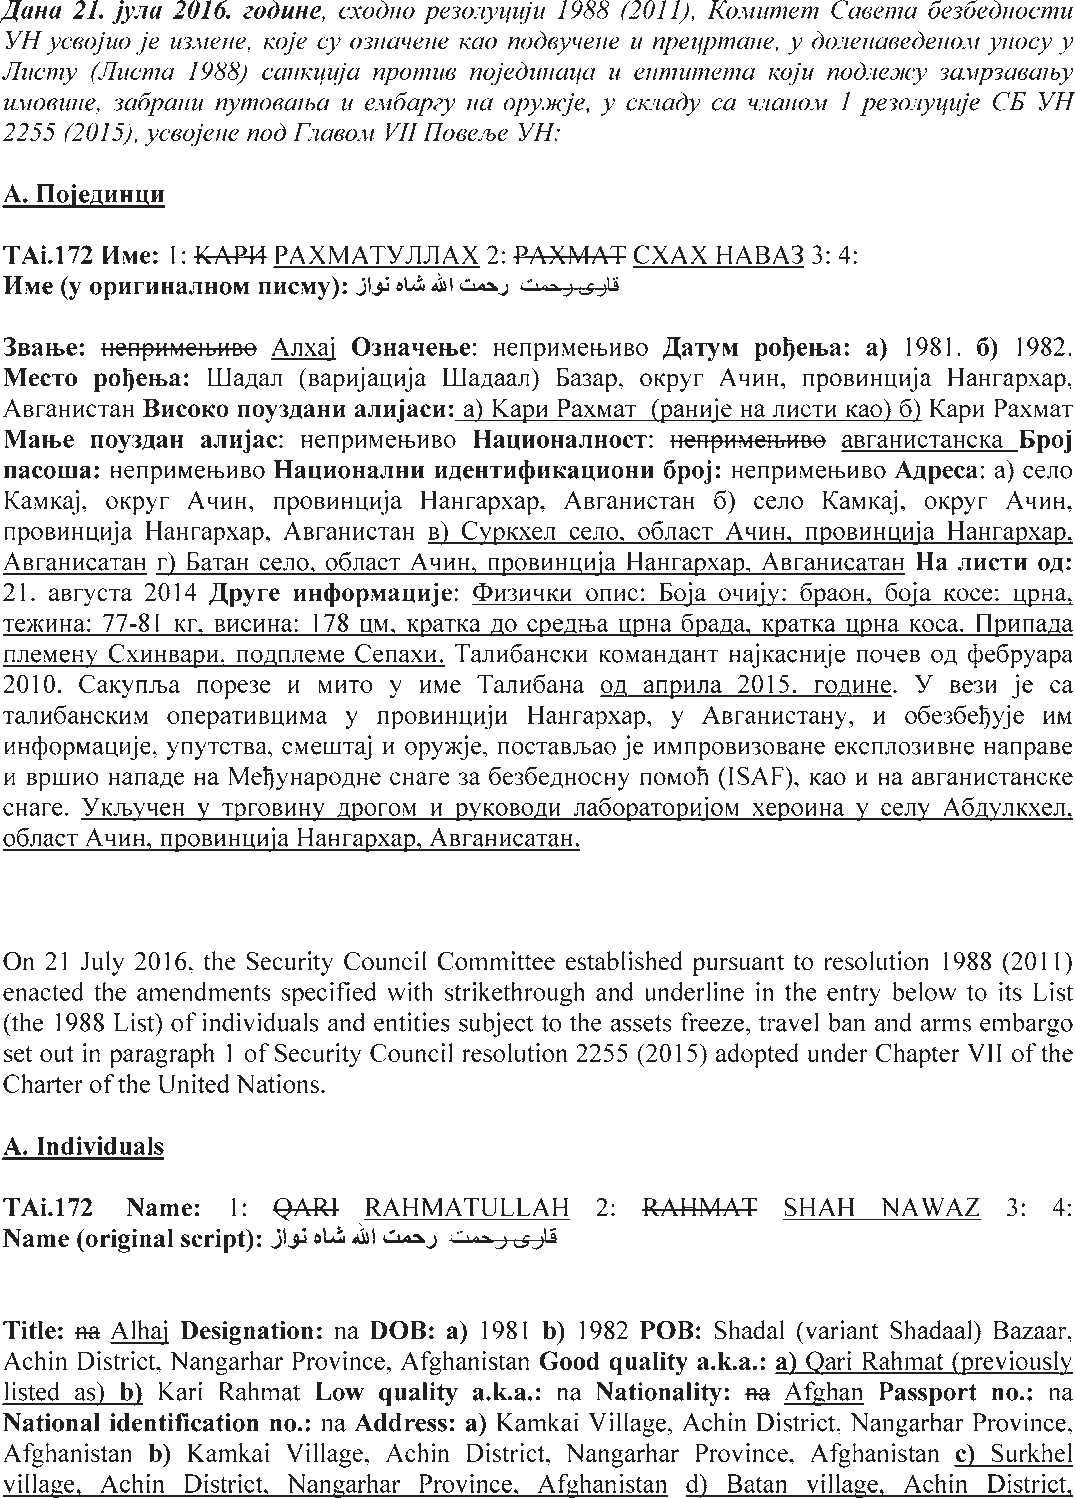 Дана 21. јула 2016. године, сходно резолуцији 1988 (2011), Комитет Савета безбедности
УН усвојио је измене, које су означене као подвучене и прецртане, у доленаведеном уносу у
Листу (Листа 1988) санкција против појединаца и ентитета који подлежу замрзавању
имовине, забрани путовања и ембаргу на оружје, у складу са чланом 1 резолуције СБ УН
2255 (2015), усвојене под Главом VII Повеље УН:
А. Појединци
TAi.172 Име: 1: КАРИ РАХМАТУЛЛАХ 2: РАХМАТ СХАХ НАВАЗ 3: 4:
Име (у оригиналном писму): قاری رحمت رحمت الله شاه نواز
Звање: непримењиво Алхај Означење: непримењиво Датум рођења: а) 1981. б) 1982.
Место рођења: Шадал (варијација Шадаал) Базар, округ Ачин, провинција Нангархар,
Авганистан Високо поуздани алијаси: а) Кари Рахмат (раније на листи као) б) Кари Рахмат
Мање поуздан алијас: непримењиво Националност: непримењиво авганистанска Број
пасоша: непримењиво Национални идентификациони број: непримењиво Адреса: а) село
Камкај, округ Ачин, провинција Нангархар, Авганистан б) село Камкај, округ Ачин,
провинција Нангархар, Авганистан в) Суркхел село, област Ачин, провинција Нангархар,
Авганисатан г) Батан село, област Ачин, провинција Нангархар, Авганисатан На листи од:
21. августа 2014 Друге информације: Физички опис: Боја очију: браон, боја косе: црна,
тежина: 77-81 кг, висина: 178 цм, кратка до средња црна брада, кратка црна коса. Припада
племену Схинвари, подплеме Сепахи. Талибански командант најкасније почев од фебруара
2010. Сакупља порезе и мито у име Талибана од априла 2015. године. У вези је са
талибанским оперативцима у провинцији Нангархар, у Авганистану, и обезбеђује им
информације, упутства, смештај и оружје, постављао је импровизоване експлозивне направе
и вршио нападе на Међународне снаге за безбедносну помоћ (ISAF), као и на авганистанске
снаге. Укључен у трговину дрогом и руководи лабораторијом хероина у селу Абдулкхел,
област Ачин, провинција Нангархар, Авганисатан.
On 21 July 2016, the Security Council Committee established pursuant to resolution 1988 (2011)
enacted the amendments specified with strikethrough and underline in the entry below to its List
(the 1988 List) of individuals and entities subject to the assets freeze, travel ban and arms embargo
set out in paragraph 1 of Security Council resolution 2255 (2015) adopted under Chapter VII of the
Charter of the United Nations.
A. Individuals
TAi.172 Name: 1: QARI RAHMATULLAH 2: RAHMAT SHAH NAWAZ 3: 4:
Name (original script): قاری رحمت رحمت الله شاه نواز
Title: na Alhaj Designation: na DOB: a) 1981 b) 1982 POB: Shadal (variant Shadaal) Bazaar,
Achin District, Nangarhar Province, Afghanistan Good quality a.k.a.: a) Qari Rahmat (previously
listed as) b) Kari Rahmat Low quality a.k.a.: na Nationality: na Afghan Passport no.: na
National identification no.: na Address: a) Kamkai Village, Achin District, Nangarhar Province,
Afghanistan b) Kamkai Village, Achin District, Nangarhar Province, Afghanistan c) Surkhel
village, Achin District, Nangarhar Province, Afghanistan d) Batan village, Achin District,